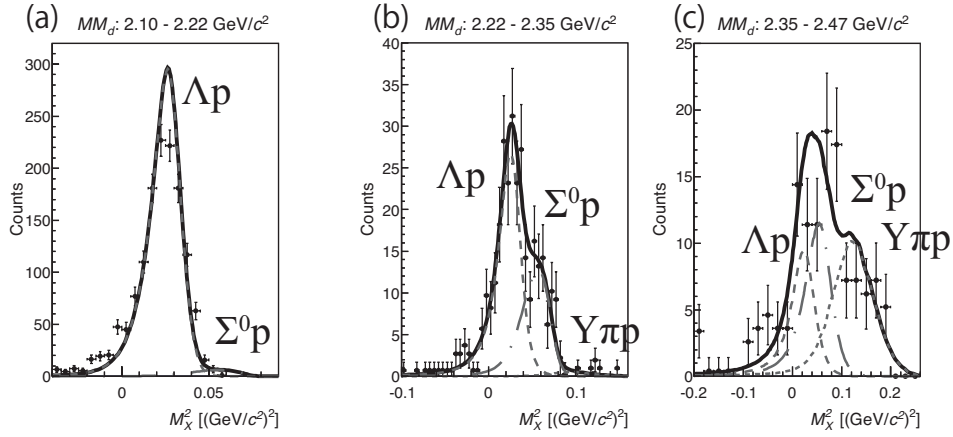 (a) MM_d: 2.10 - 2.22 GeV/c²
Counts
300
250
200
150
100
50
0
Λp
Σ⁰p
0
0.05
M_X² [(GeV/c²)²]
(b) MM_d: 2.22 - 2.35 GeV/c²
Counts
40
35
30
25
20
15
10
5
0
Λp
Σ⁰p
Yπp
-0.1
0
0.1
M_X² [(GeV/c²)²]
(c) MM_d: 2.35 - 2.47 GeV/c²
Counts
25
20
15
10
5
0
Λp
Σ⁰p
Yπp
-0.2
-0.1
0
0.1
0.2
M_X² [(GeV/c²)²]